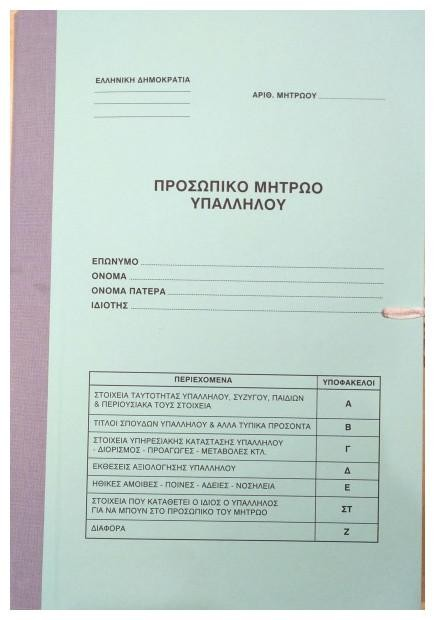 ΕΛΛΗΝΙΚΗ ΔΗΜΟΚΡΑΤΙΑ
ΑΡΙΘ. ΜΗΤΡΩΟΥ
ΠΡΟΣΩΠΙΚΟ ΜΗΤΡΩΟ
ΥΠΑΛΛΗΛΟΥ
ΕΠΩΝΥΜΟ
ΟΝΟΜΑ
ΟΝΟΜΑ ΠΑΤΕΡΑ
ΙΔΙΟΤΗΣ
ΠΕΡΙΕΧΟΜΕΝΑ ΥΠΟΦΑΚΕΛΟΙ
ΣΤΟΙΧΕΙΑ ΤΑΥΤΟΤΗΤΑΣ ΥΠΑΛΛΗΛΟΥ, ΣΥΖΥΓΟΥ, ΠΑΙΔΙΩΝ
& ΠΕΡΙΟΥΣΙΑΚΑ ΤΟΥΣ ΣΤΟΙΧΕΙΑ Α
ΤΙΤΛΟΙ ΣΠΟΥΔΩΝ ΥΠΑΛΛΗΛΟΥ & ΑΛΛΑ ΤΥΠΙΚΑ ΠΡΟΣΟΝΤΑ Β
ΣΤΟΙΧΕΙΑ ΥΠΗΡΕΣΙΑΚΗΣ ΚΑΤΑΣΤΑΣΗΣ ΥΠΑΛΛΗΛΟΥ
- ΔΙΟΡΙΣΜΟΣ - ΠΡΟΑΓΩΓΕΣ - ΜΕΤΑΒΟΛΕΣ ΚΤΛ. Γ
ΕΚΘΕΣΕΙΣ ΑΞΙΟΛΟΓΗΣΗΣ ΥΠΑΛΛΗΛΟΥ Δ
ΗΘΙΚΕΣ ΑΜΟΙΒΕΣ - ΠΟΙΝΕΣ - ΑΔΕΙΕΣ - ΝΟΣΗΛΕΙΑ Ε
ΣΤΟΙΧΕΙΑ ΠΟΥ ΚΑΤΑΘΕΤΕΙ Ο ΙΔΙΟΣ Ο ΥΠΑΛΛΗΛΟΣ
ΓΙΑ ΝΑ ΜΠΟΥΝ ΣΤΟ ΠΡΟΣΩΠΙΚΟ ΤΟΥ ΜΗΤΡΩΟ ΣΤ
ΔΙΑΦΟΡΑ Ζ